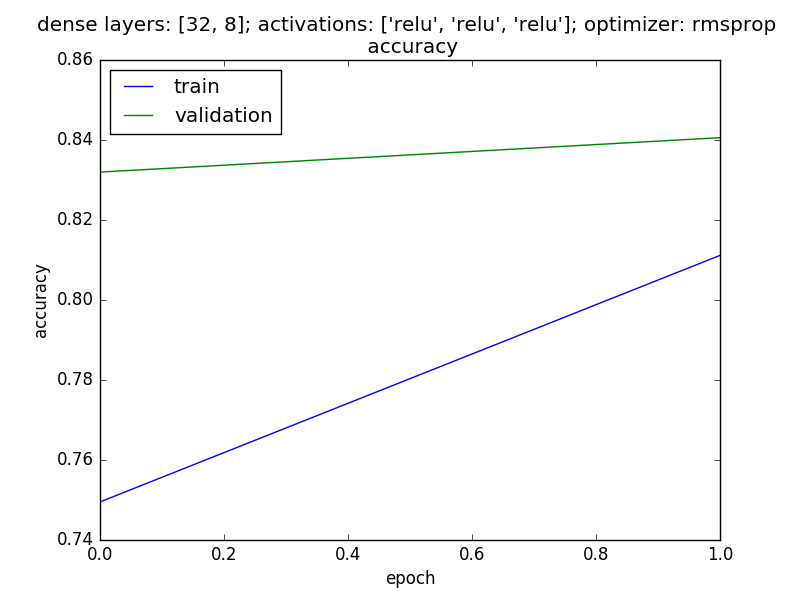 dense layers: [32, 8]; activations: ['relu', 'relu', 'relu']; optimizer: rmsprop
accuracy
0.86
train
validation
0.84
0.82
0.80
accuracy
0.78
0.76
0.74
0.0 0.2 0.4 0.6 0.8 1.0
epoch